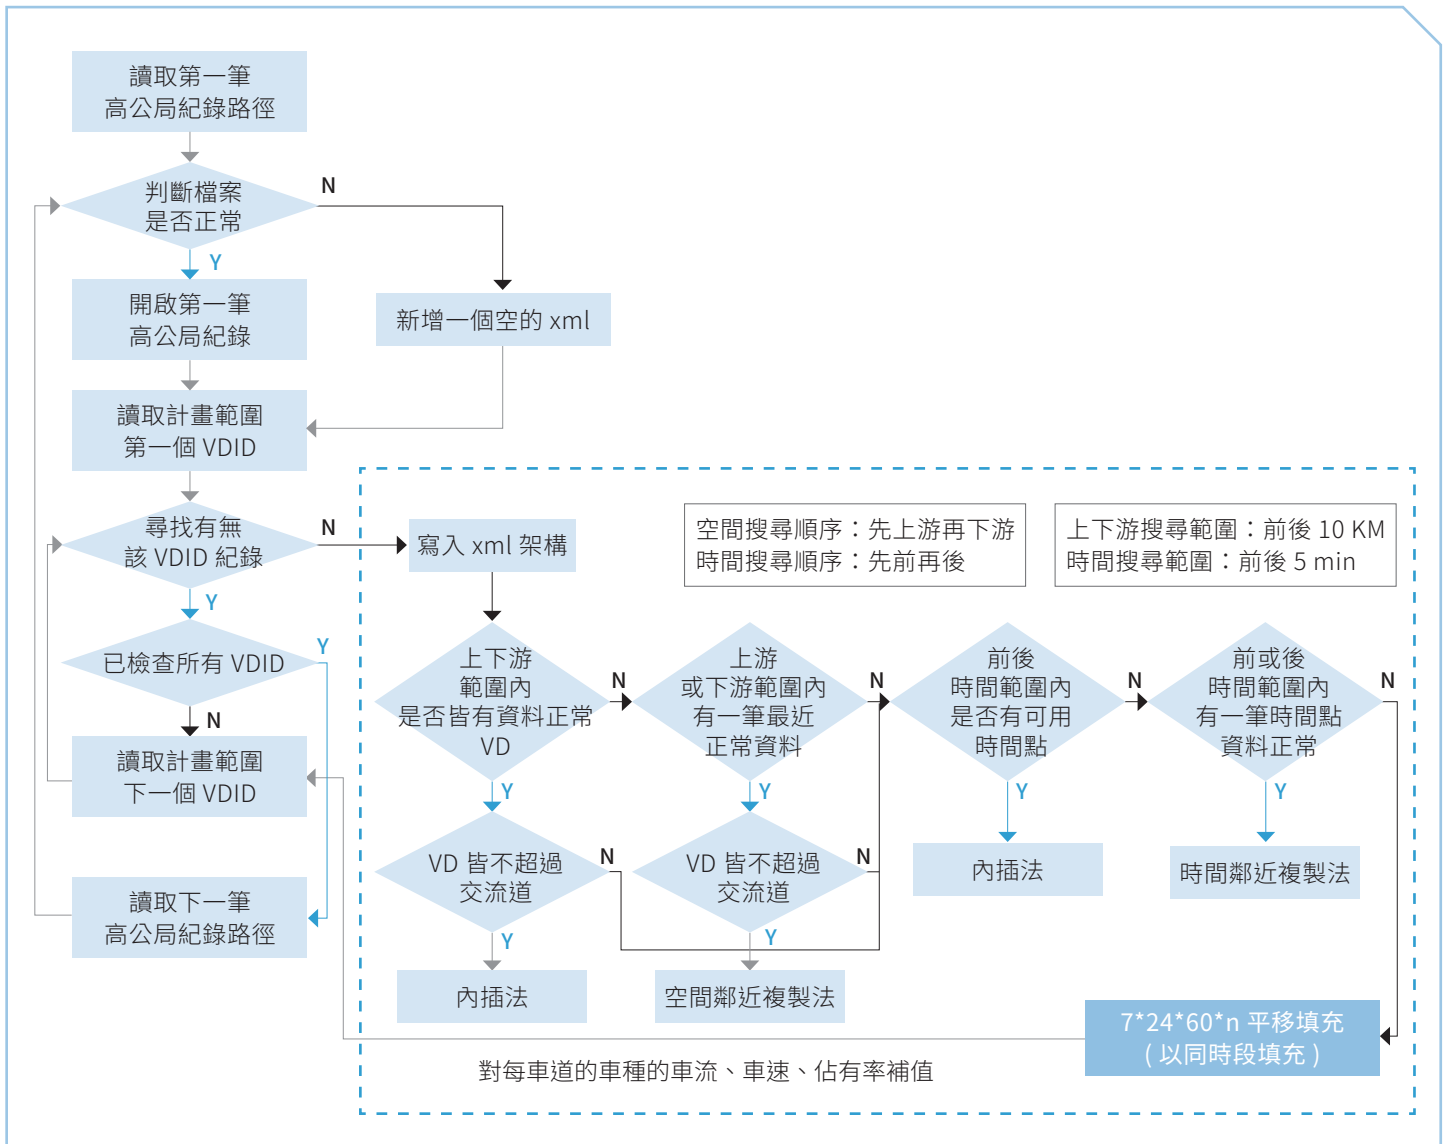 讀取第一筆
高公局紀錄路徑
判斷檔案
是否正常
N
Y
開啟第一筆
高公局紀錄
新增一個空的 xml
讀取計畫範圍
第一個 VDID
尋找有無
該 VDID 紀錄
N
Y
寫入 xml 架構
空間搜尋順序：先上游再下游
時間搜尋順序：先前再後
上下游搜尋範圍：前後 10 KM
時間搜尋範圍：前後 5 min
已檢查所有 VDID
Y
N
讀取計畫範圍
下一個 VDID
讀取下一筆
高公局紀錄路徑
上下游
範圍內
是否皆有資料正常
VD
N
Y
上游
或下游範圍內
有一筆最近
正常資料
N
Y
前後
時間範圍內
是否有可用
時間點
N
Y
前或後
時間範圍內
有一筆時間點
資料正常
N
Y
VD 皆不超過
交流道
N
Y
VD 皆不超過
交流道
N
Y
內插法
時間鄰近複製法
內插法
空間鄰近複製法
7*24*60*n 平移填充
( 以同時段填充 )
對每車道的車種的車流、車速、佔有率補值